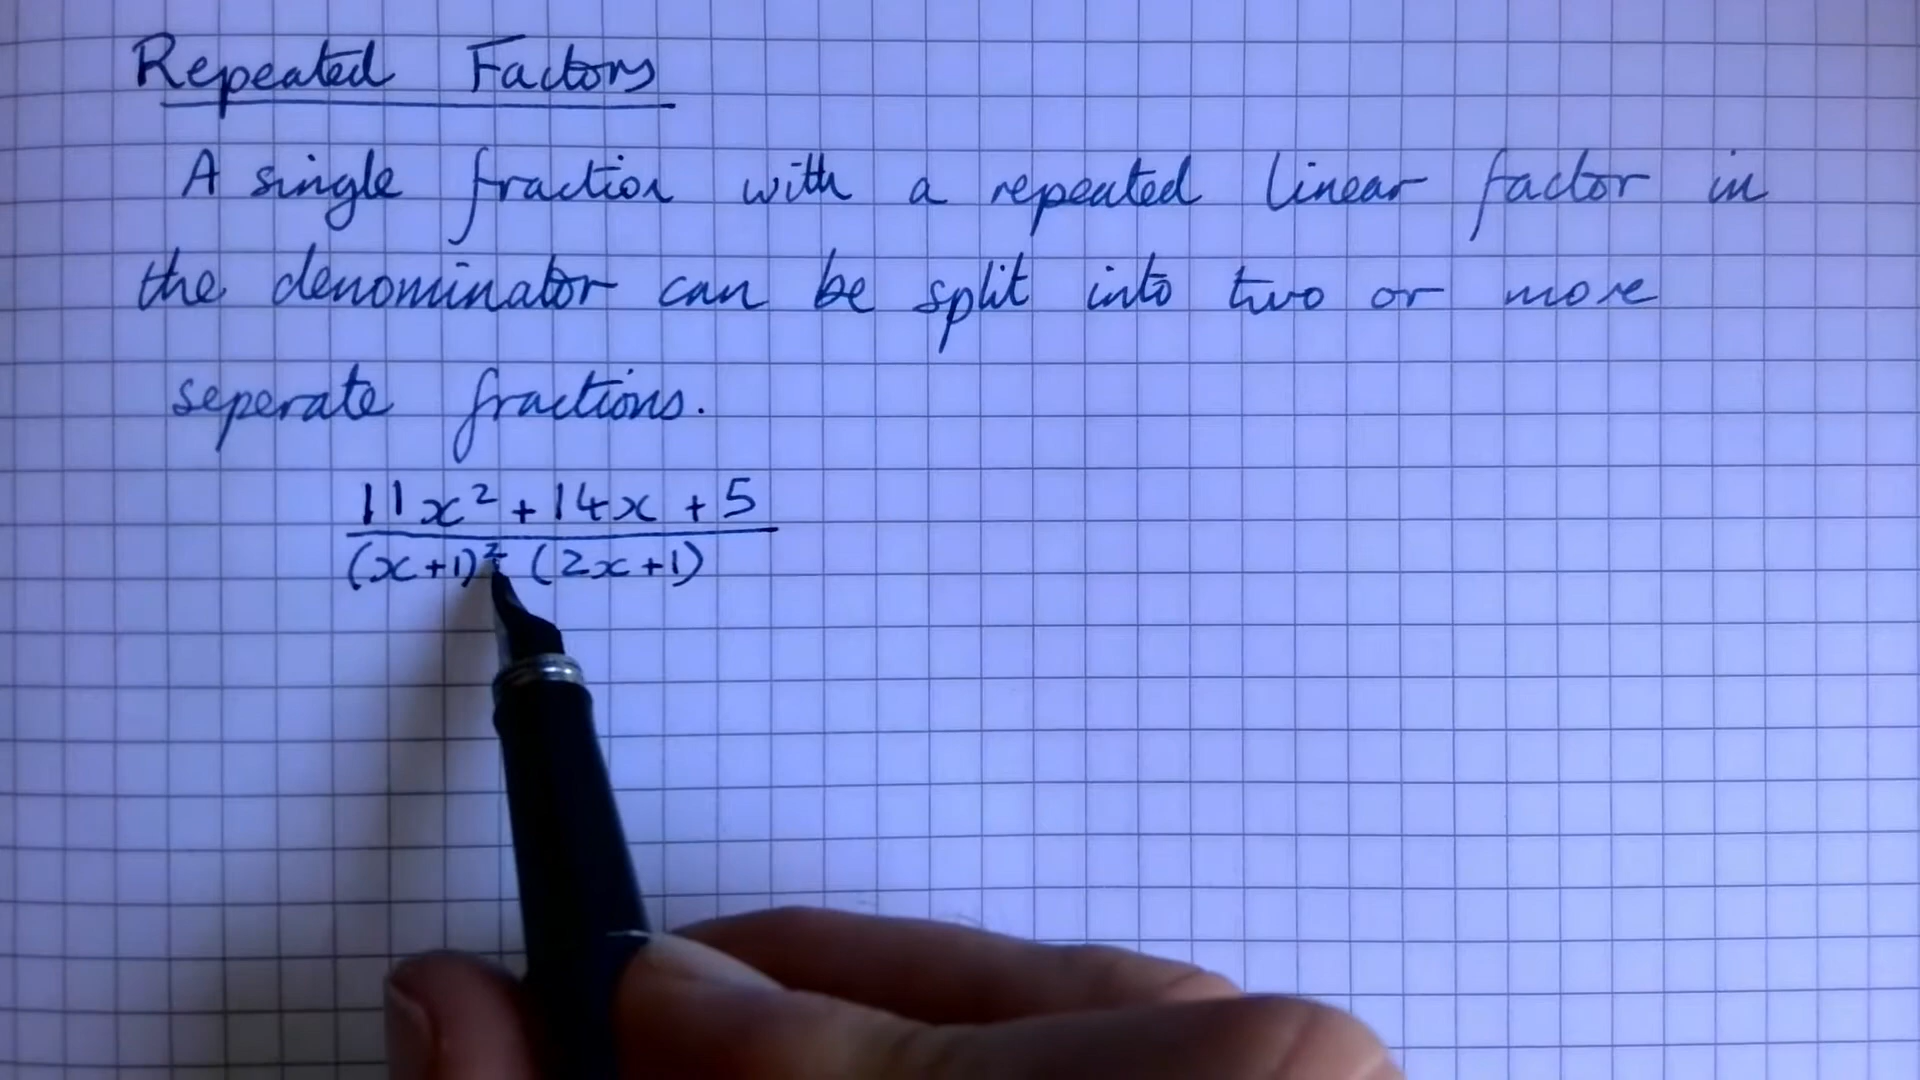 Repeated Factors
A single fraction with a repeated linear factor in
the denominator can be split into two or more
seperate fractions.
11x² + 14x + 5
(x+1)² (2x+1)